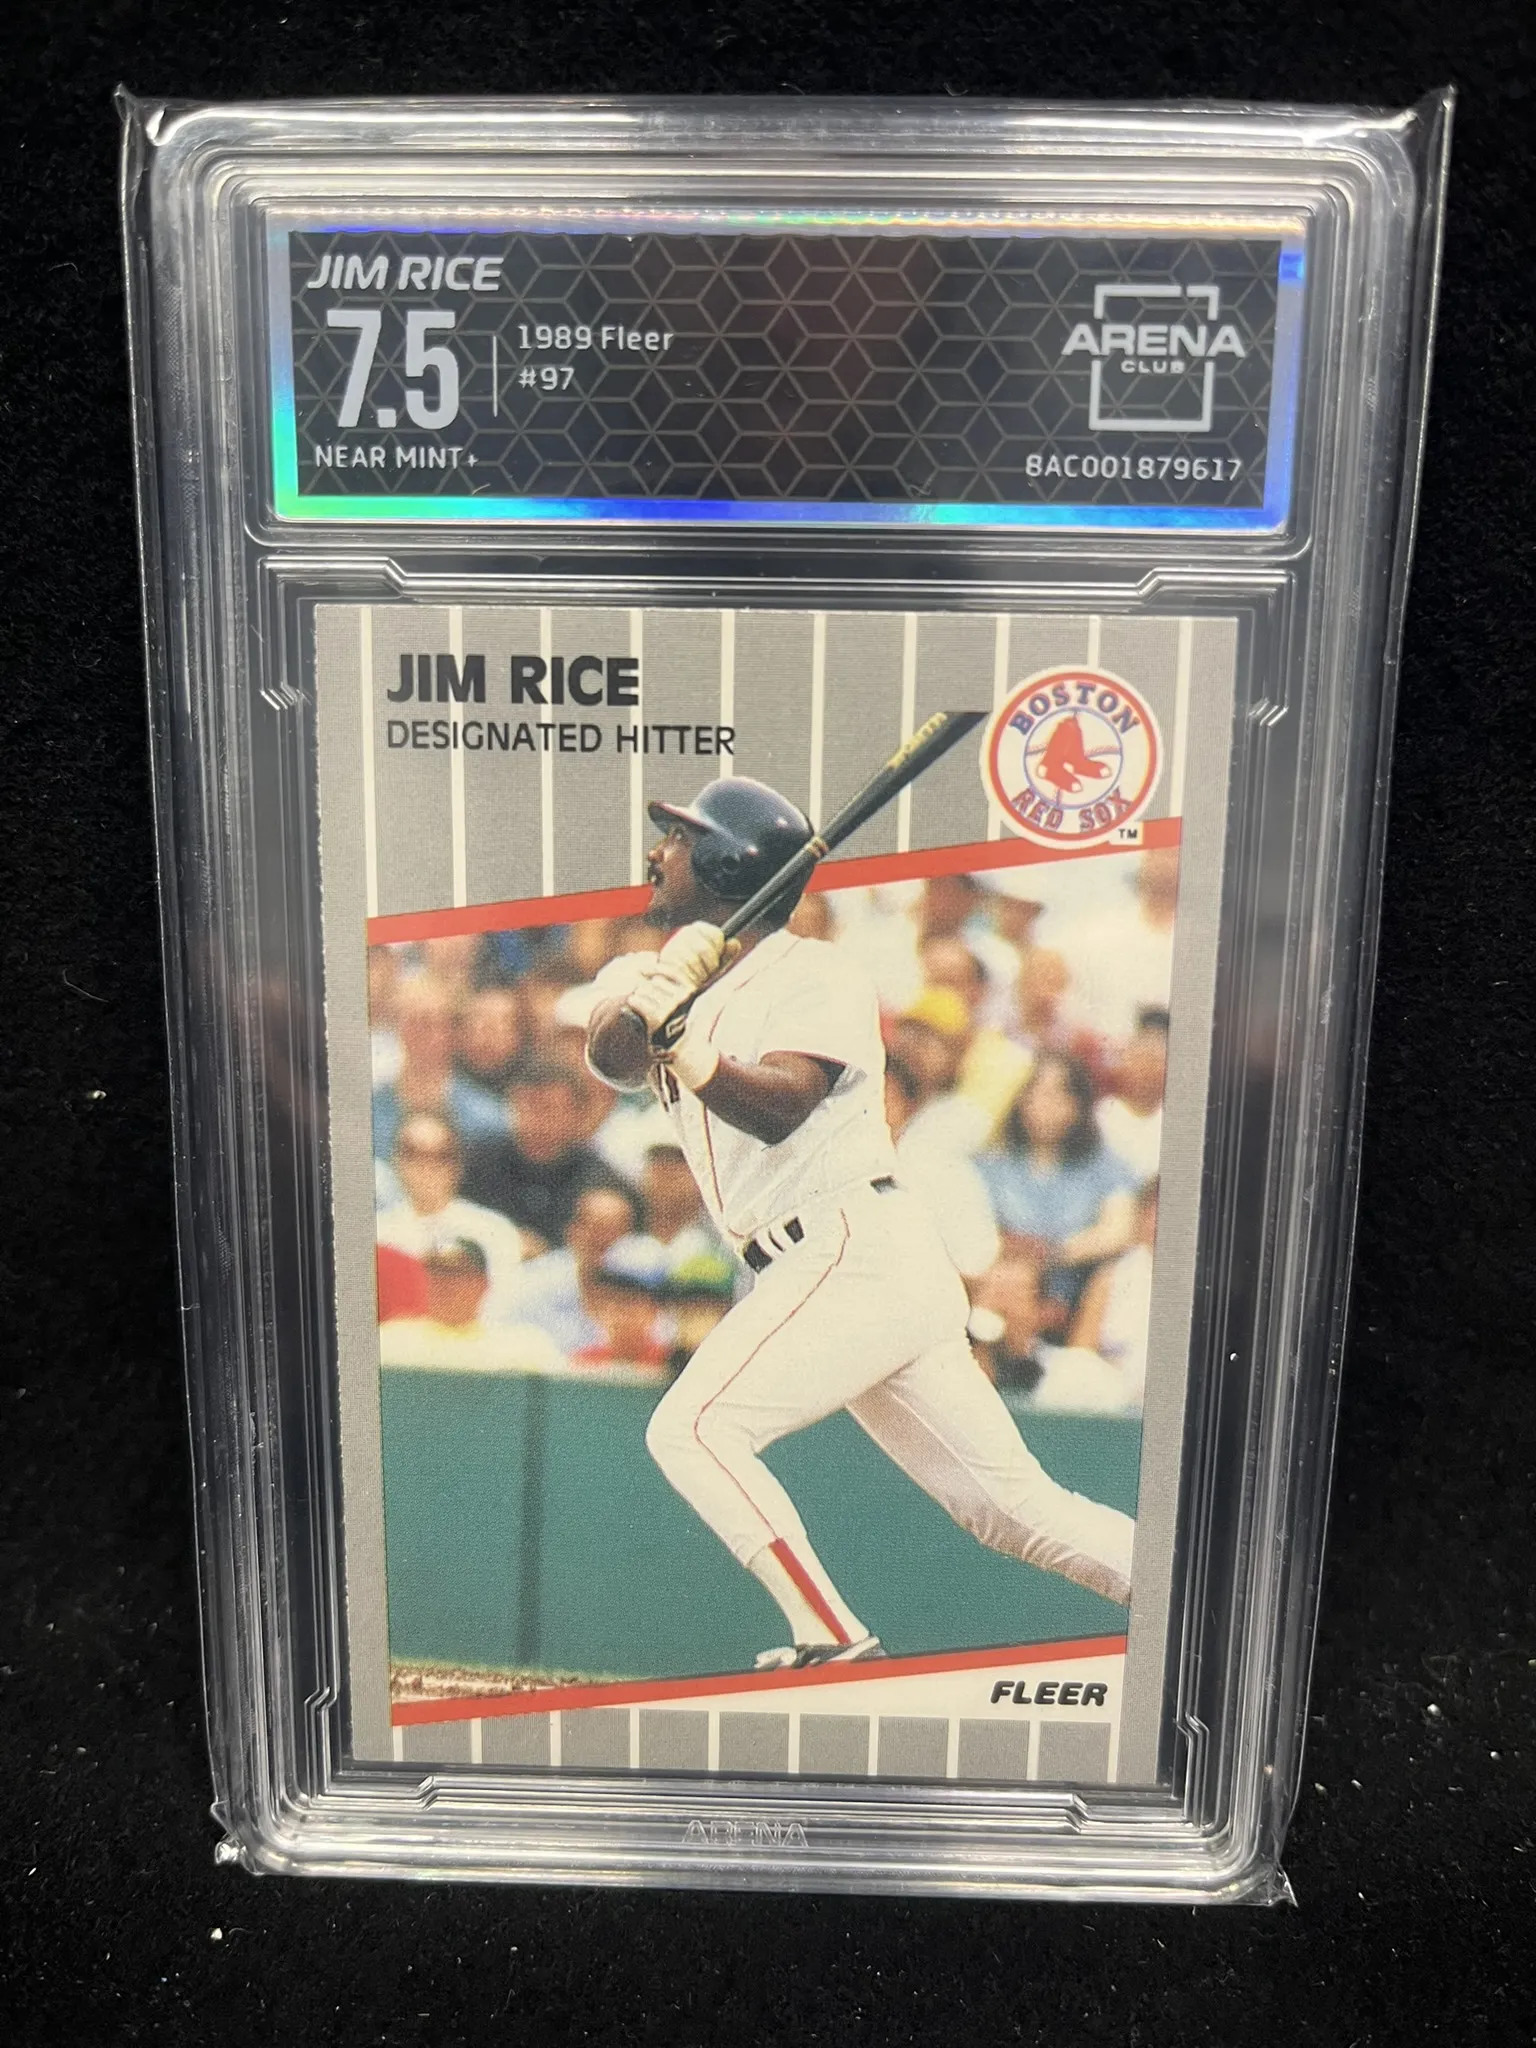 JIM RICE
7.5
1989 Fleer
#97
NEAR MINT+
ARENA
CLUB
8AC001879617
JIM RICE
DESIGNATED HITTER
BOSTON
RED SOX
TM
FLEER
ARENA